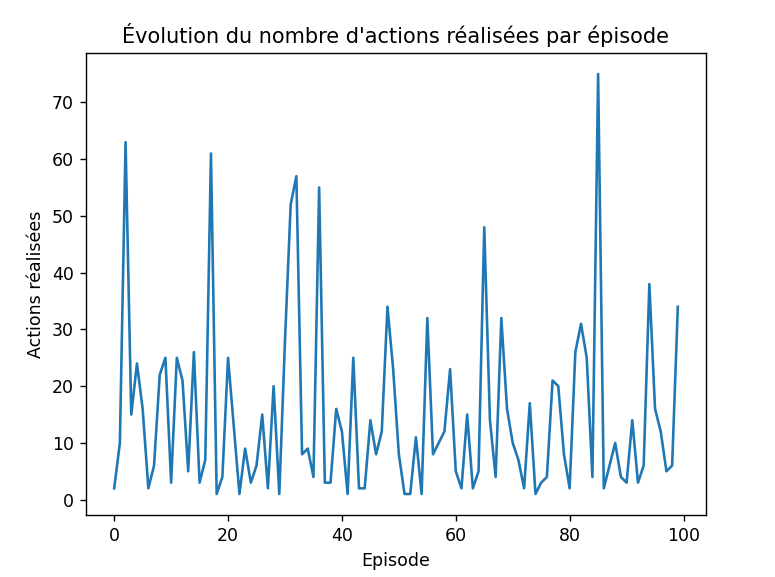 Évolution du nombre d'actions réalisées par épisode
70
60
50
40
30
20
10
0
Actions réalisées
0 20 40 60 80 100
Episode